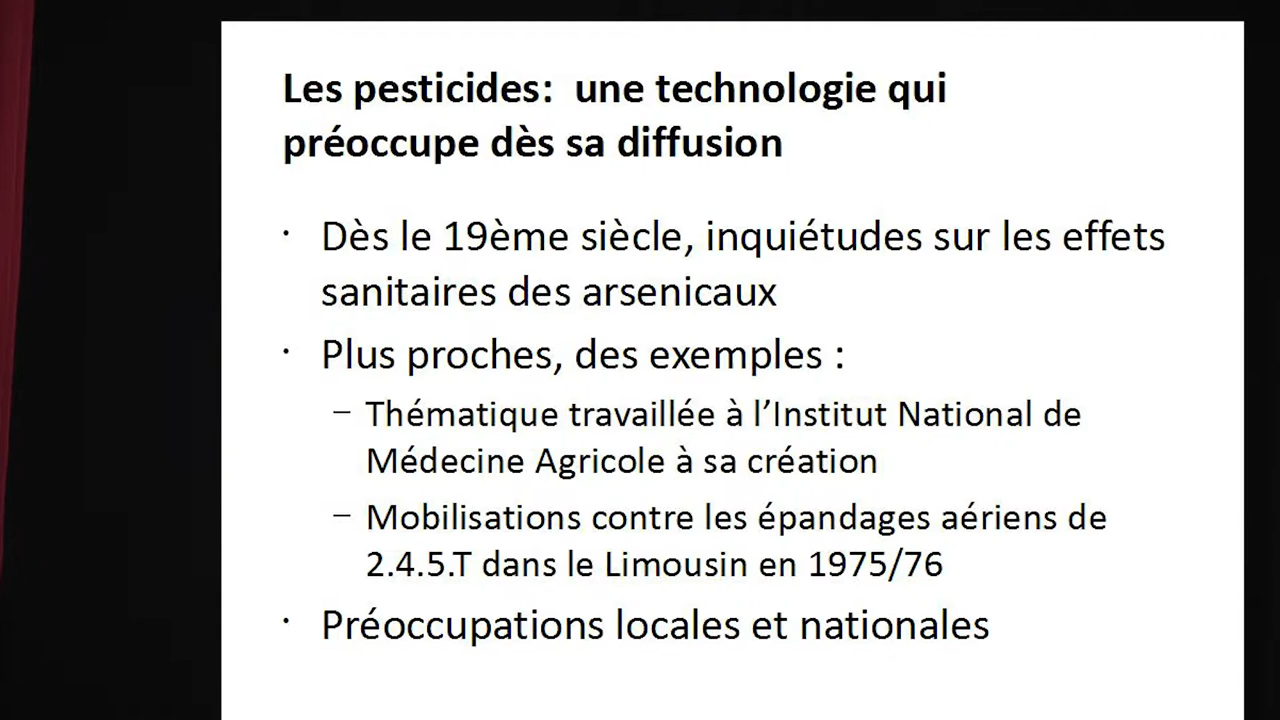 Les pesticides: une technologie qui
préoccupe dès sa diffusion
· Dès le 19ème siècle, inquiétudes sur les effets
sanitaires des arsenicaux
· Plus proches, des exemples :
– Thématique travaillée à l’Institut National de
Médecine Agricole à sa création
– Mobilisations contre les épandages aériens de
2.4.5.T dans le Limousin en 1975/76
· Préoccupations locales et nationales